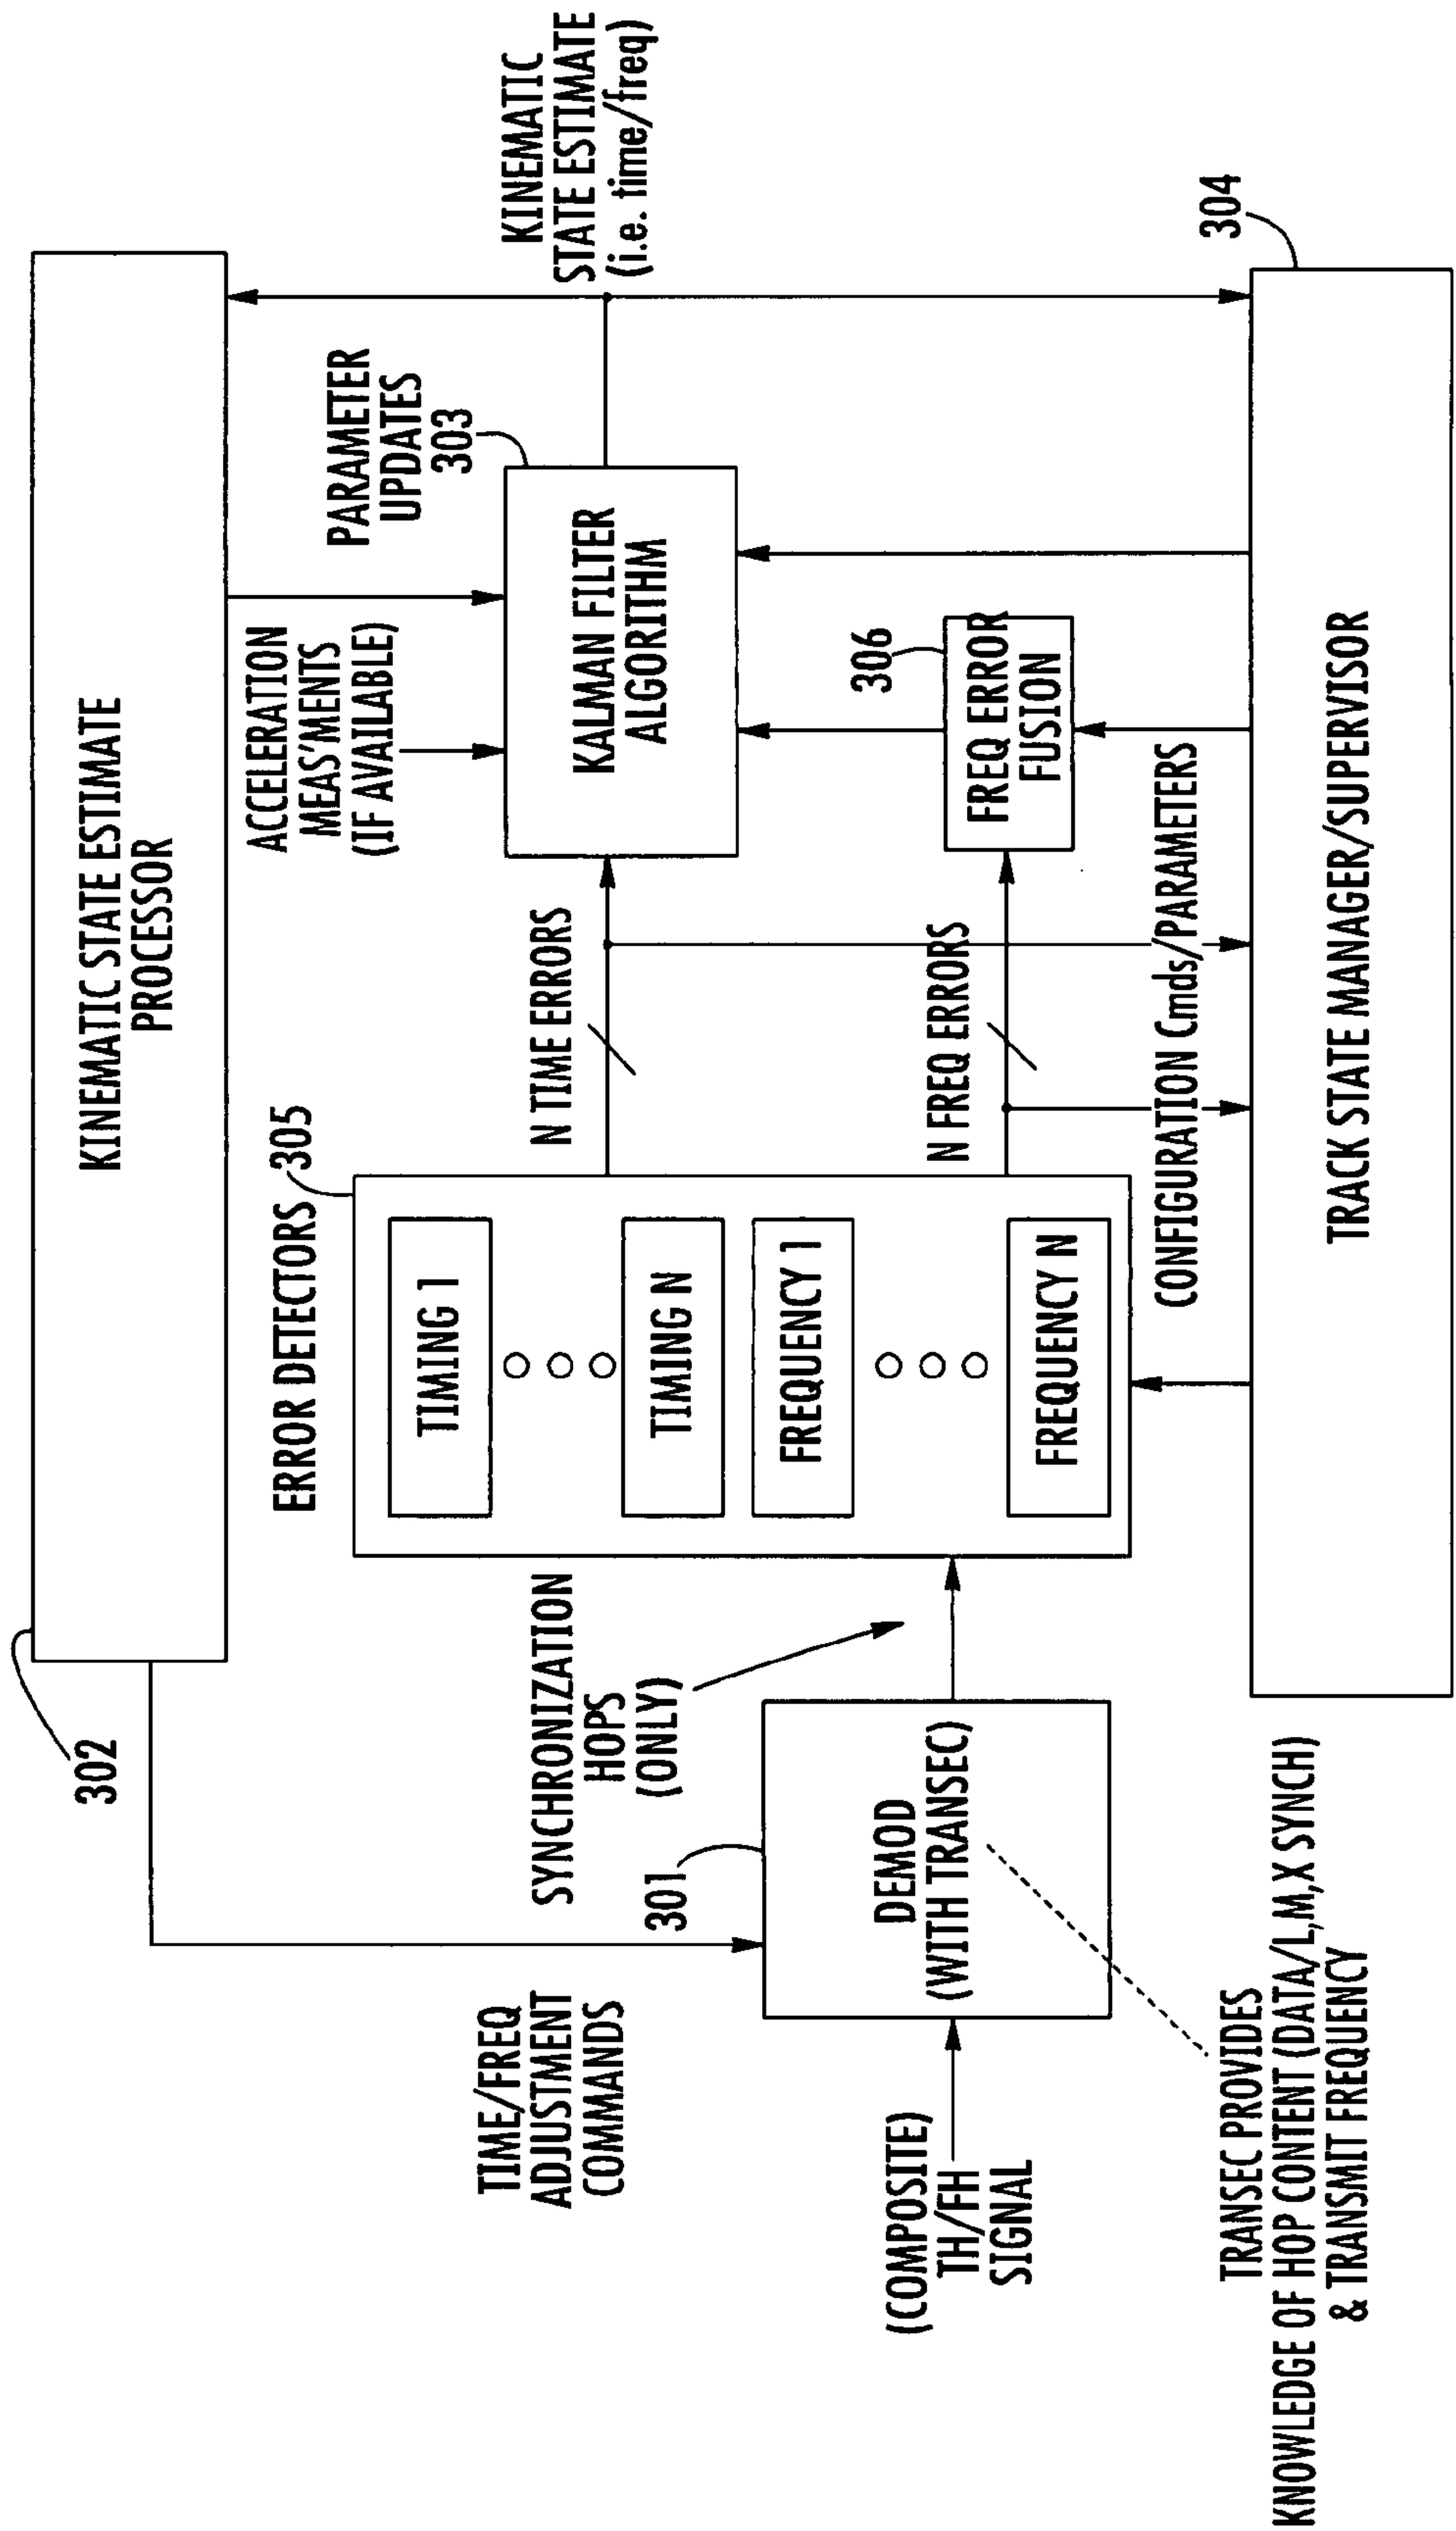 302
KINEMATIC STATE ESTIMATE
PROCESSOR
TIME/FREQ
ADJUSTMENT
COMMANDS
ERROR DETECTORS
305
ACCELERATION
MEAS'MENTS
(IF AVAILABLE)
PARAMETER
UPDATES
303
KINEMATIC
STATE ESTIMATE
(i.e. time/freq)
SYNCHRONIZATION
HOPS
(ONLY)
TIMING 1
TIMING N
FREQUENCY 1
FREQUENCY N
N TIME ERRORS
KALMAN FILTER
ALGORITHM
301
DEMOD
(WITH TRANSEC)
(COMPOSITE)
TH/FH
SIGNAL
N FREQ ERRORS
306
FREQ ERROR
FUSION
CONFIGURATION Cmds/PARAMETERS
304
TRACK STATE MANAGER/SUPERVISOR
TRANSEC PROVIDES
KNOWLEDGE OF HOP CONTENT (DATA/L,M,X SYNCH)
& TRANSMIT FREQUENCY